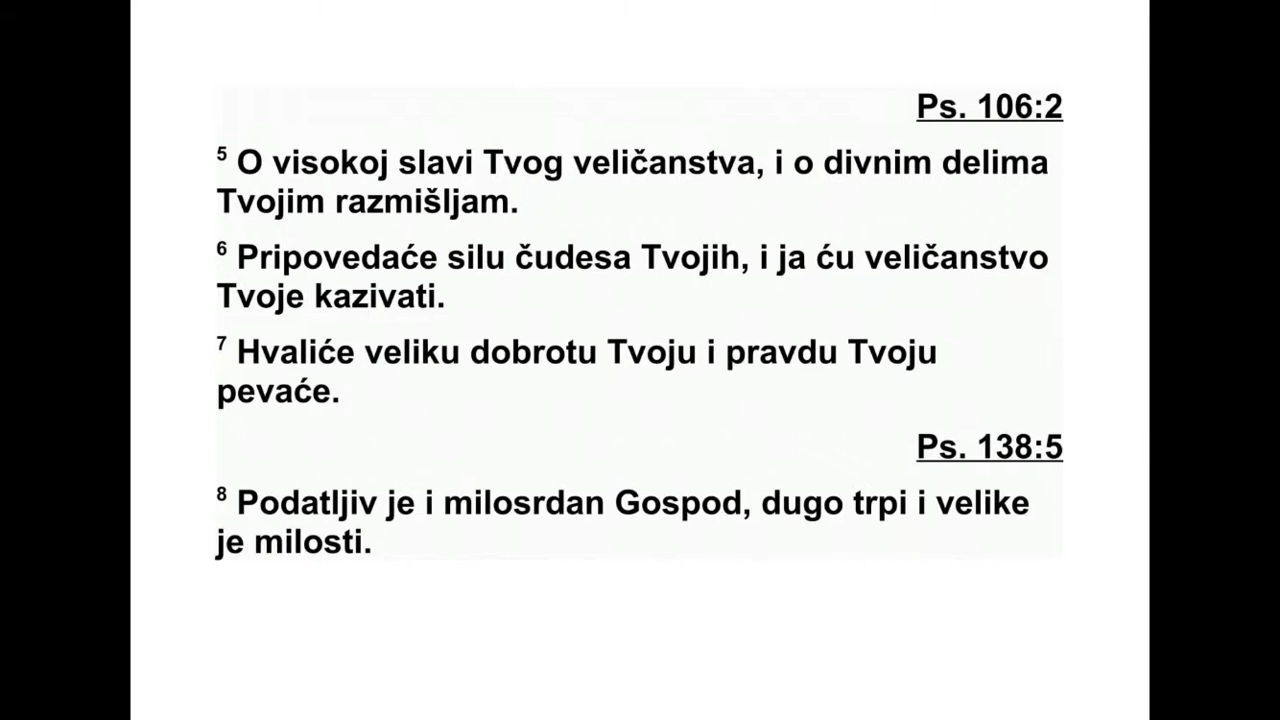 Ps. 106:2
5 O visokoj slavi Tvog veličanstva, i o divnim delima
Tvojim razmišljam.
6 Pripovedaće silu čudesa Tvojih, i ja ću veličanstvo
Tvoje kazivati.
7 Hvaliće veliku dobrotu Tvoju i pravdu Tvoju
pevaće.
Ps. 138:5
8 Podatljiv je i milosrdan Gospod, dugo trpi i velike
je milosti.